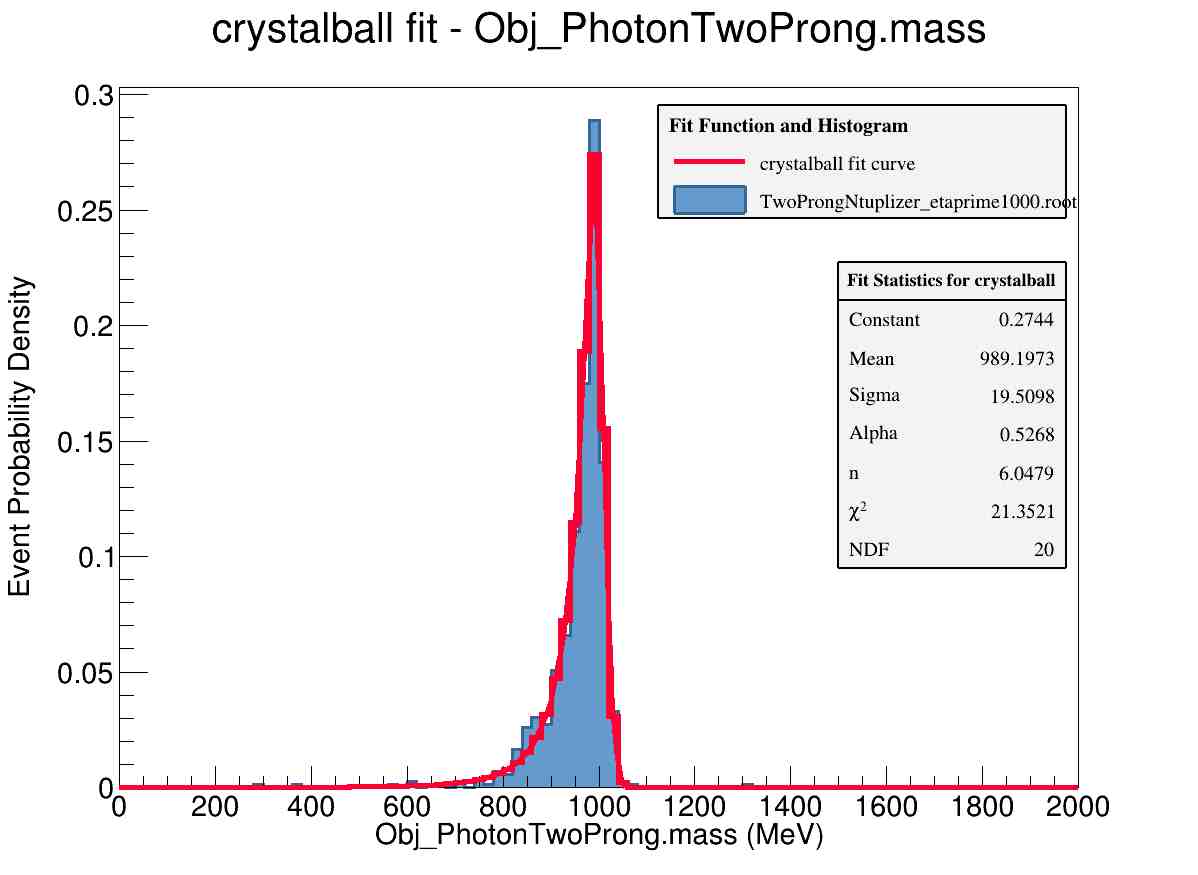 crystalball fit - Obj_PhotonTwoProng.mass
Event Probability Density
0.3
0.25
0.2
0.15
0.1
0.05
0
Fit Function and Histogram
crystalball fit curve
TwoProngNtuplizer_etaprime1000.root
Fit Statistics for crystalball
Constant 0.2744
Mean 989.1973
Sigma 19.5098
Alpha 0.5268
n 6.0479
χ² 21.3521
NDF 20
0 200 400 600 800 1000 1200 1400 1600 1800 2000
Obj_PhotonTwoProng.mass (MeV)